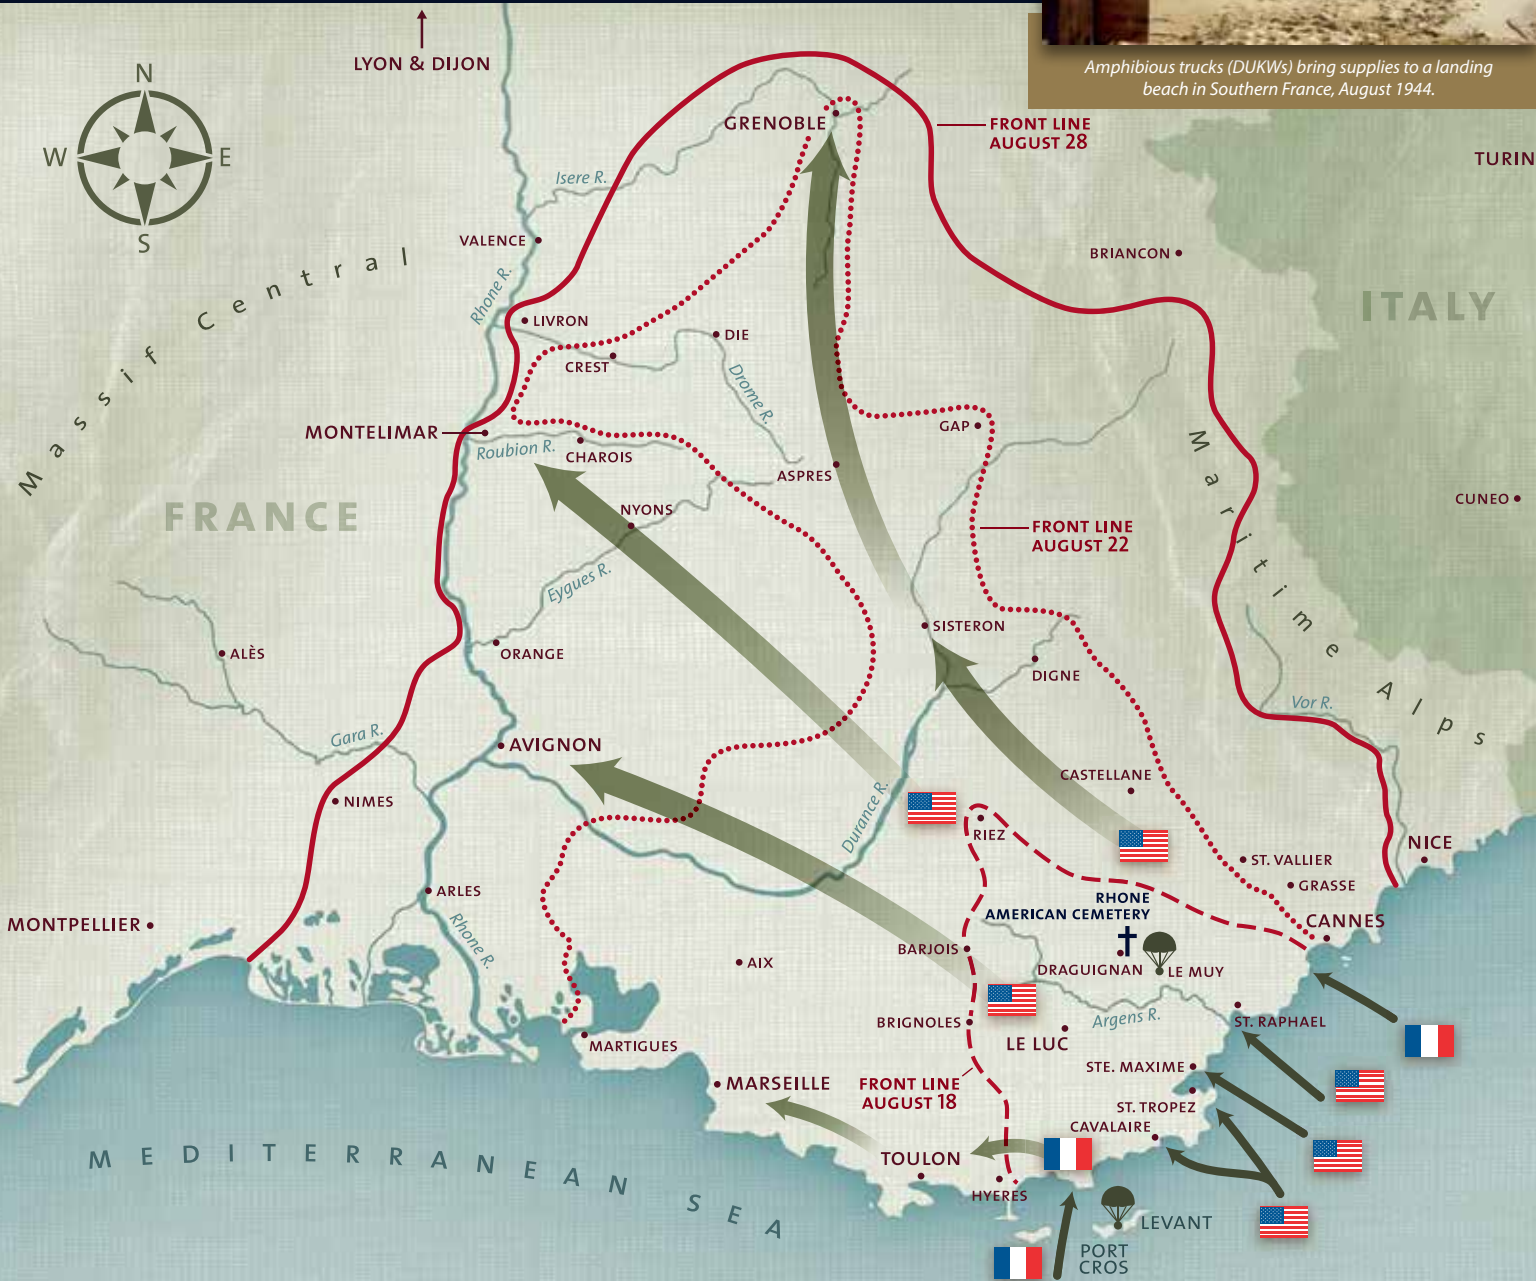 LYON & DIJON
Amphibious trucks (DUKWs) bring supplies to a landing
beach in Southern France, August 1944.
N
W
E
S
GRENOBLE
FRONT LINE
AUGUST 28
TURIN
Isere R.
VALENCE
BRIANCON
Massif Central
Rhone R.
ITALY
LIVRON
DIE
CREST
Drome R.
MONTELIMAR
GAP
Roubion R.
CHAROIS
ASPRES
Maritime Alps
CUNEO
FRANCE
NYONS
FRONT LINE
AUGUST 22
Eygues R.
SISTERON
ORANGE
ALÈS
DIGNE
Vor R.
Gara R.
AVIGNON
CASTELLANE
NIMES
Durance R.
RIEZ
NICE
ST. VALLIER
GRASSE
ARLES
RHONE
AMERICAN CEMETERY
MONTPELLIER
Rhone R.
CANNES
BARJOIS
AIX
DRAGUIGNAN
LE MUY
BRIGNOLES
Argens R.
ST. RAPHAEL
LE LUC
MARTIGUES
STE. MAXIME
MARSEILLE
FRONT LINE
AUGUST 18
ST. TROPEZ
CAVALAIRE
MEDITERRANEAN SEA
TOULON
HYERES
LEVANT
PORT
CROS